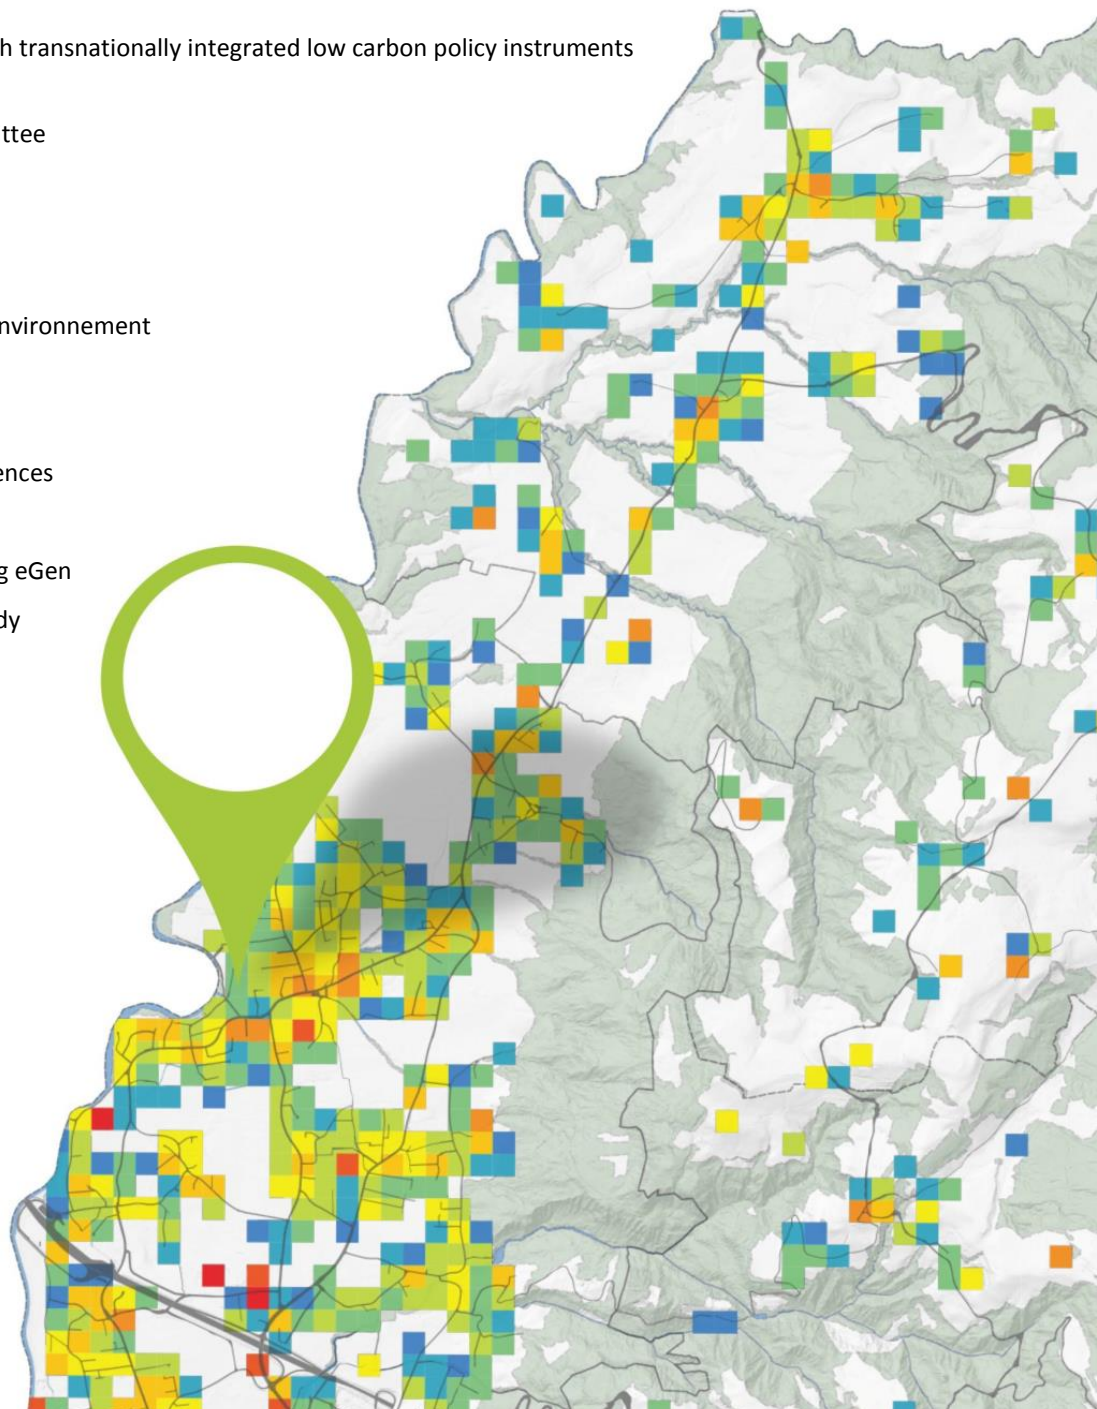 h transnationally integrated low carbon policy instruments
ttee
nvironnement
ences
g eGen
dy